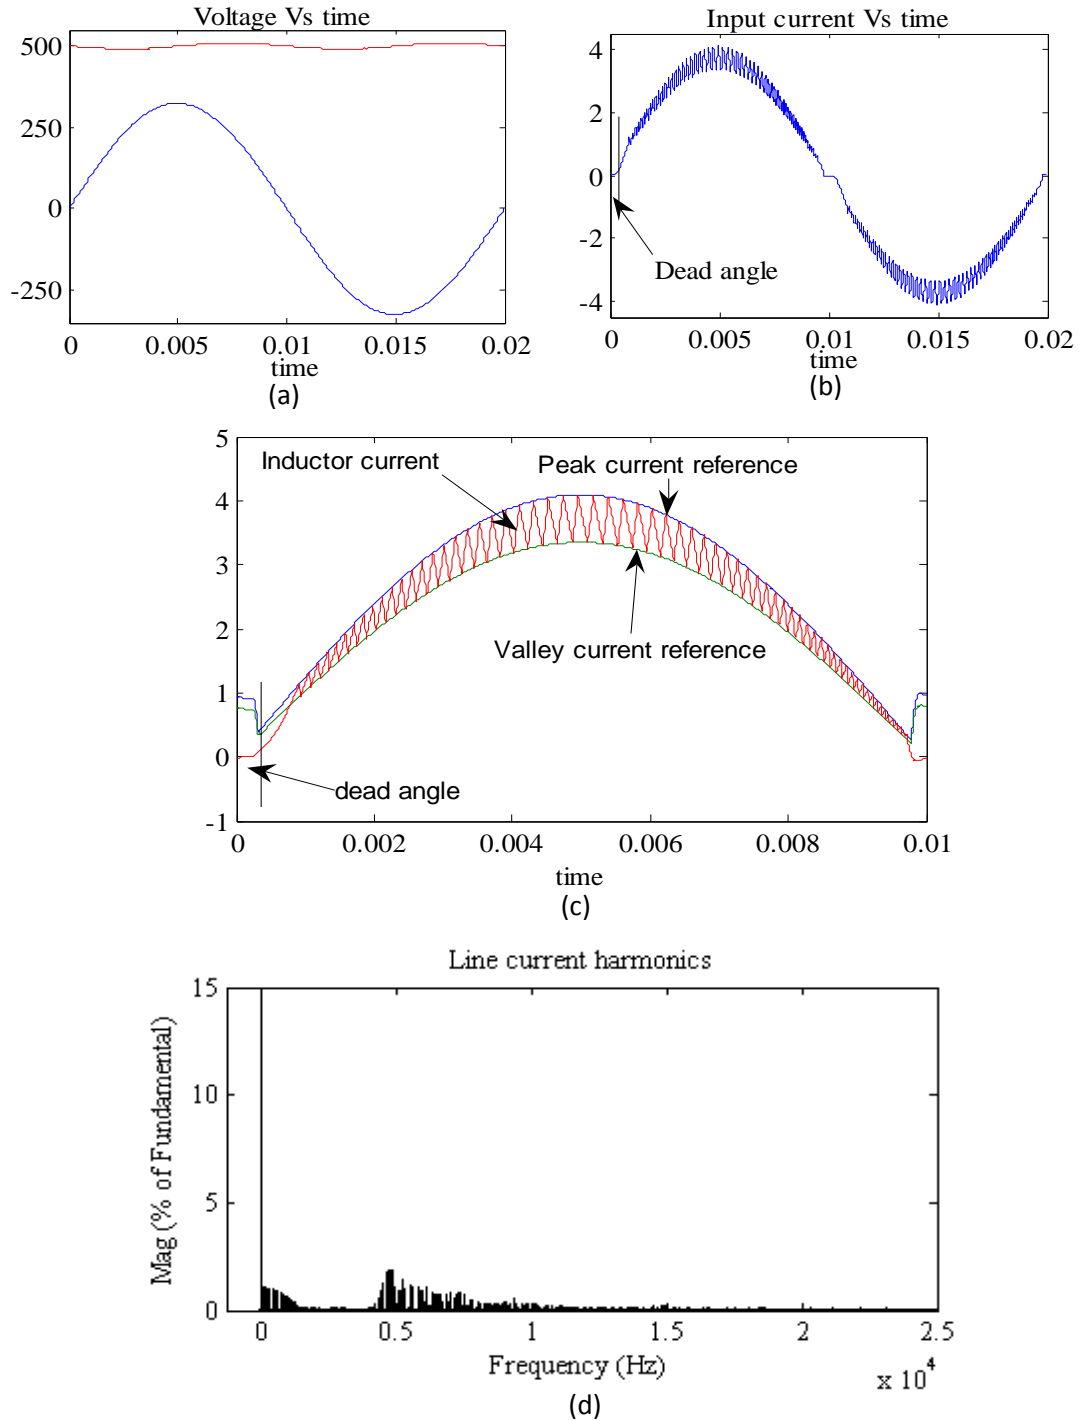 Voltage Vs time
500
250
0
-250
0 0.005 0.01 0.015 0.02
time
(a)
Input current Vs time
4
2
0
-2
-4
Dead angle
0 0.005 0.01 0.015 0.02
time
(b)
5
4
3
2
1
0
-1
Inductor current
Peak current reference
Valley current reference
dead angle
0 0.002 0.004 0.006 0.008 0.01
time
(c)
Line current harmonics
Mag (% of Fundamental)
15
10
5
0
0 0.5 1 1.5 2 2.5
Frequency (Hz)
x 10^4
(d)